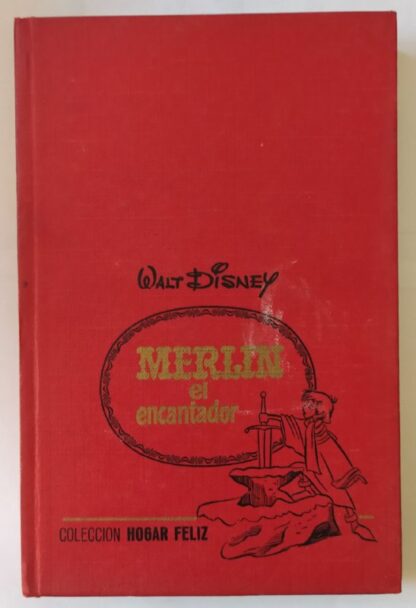 WALT DISNEY
MERLIN
el
encantador
COLECCION HOGAR FELIZ